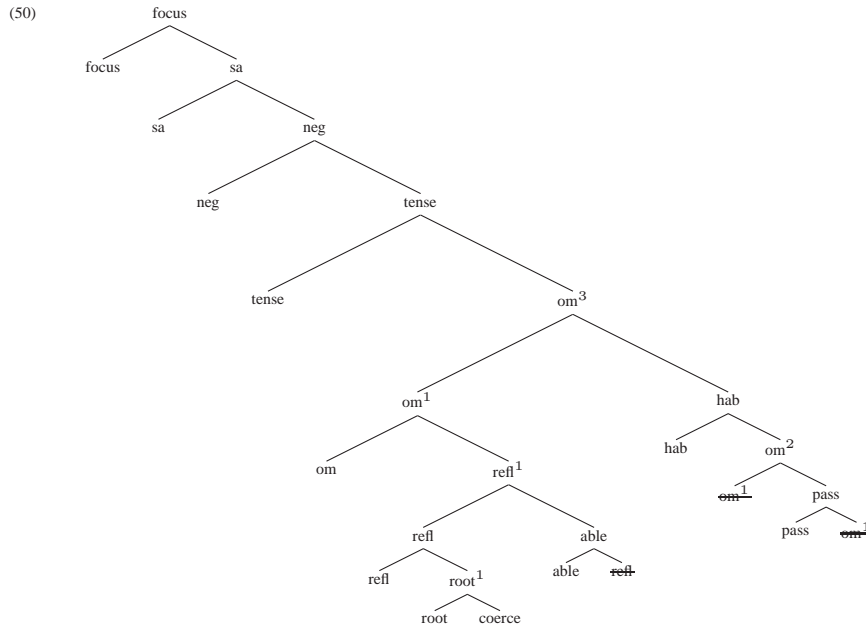 (50)
focus
focus sa
sa neg
neg tense
tense om³
om¹ hab
om refl¹ hab om²
om¹ pass
refl able pass om¹
refl root¹ able refl
root coerce